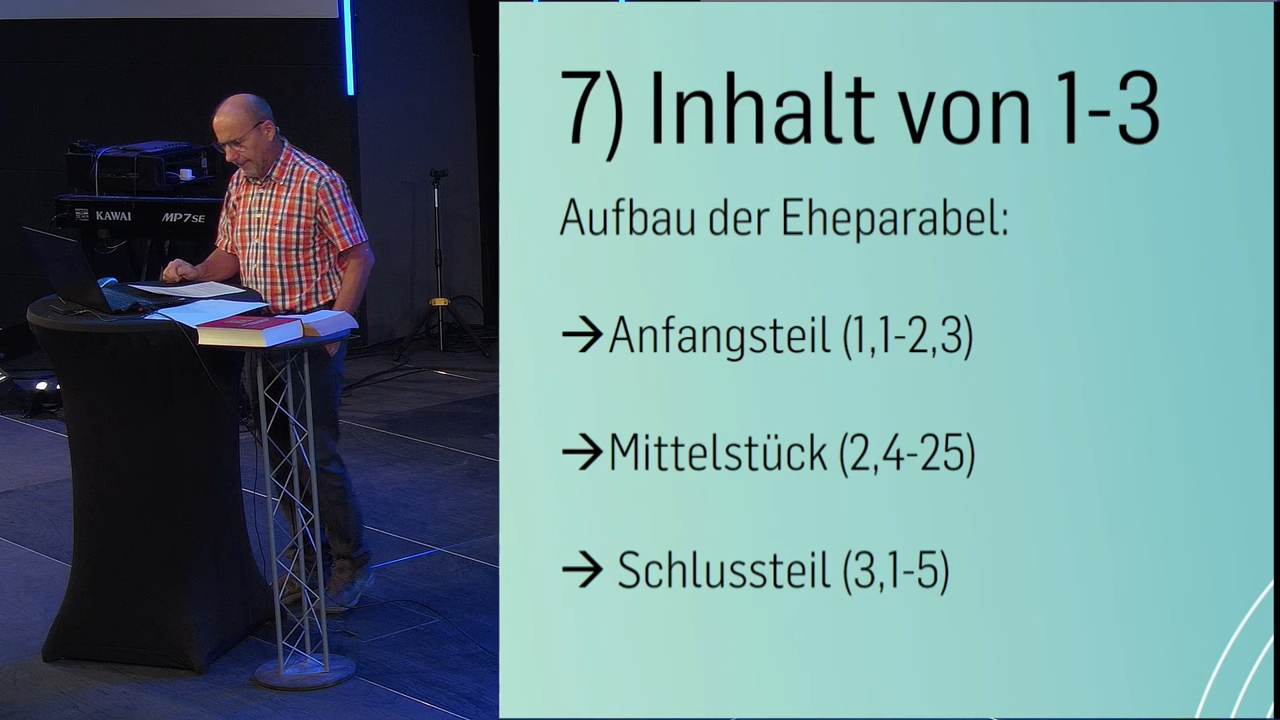 KAWAI MP7SE
7) Inhalt von 1-3
Aufbau der Eheparabel:
→Anfangsteil (1,1-2,3)
→Mittelstück (2,4-25)
→ Schlussteil (3,1-5)